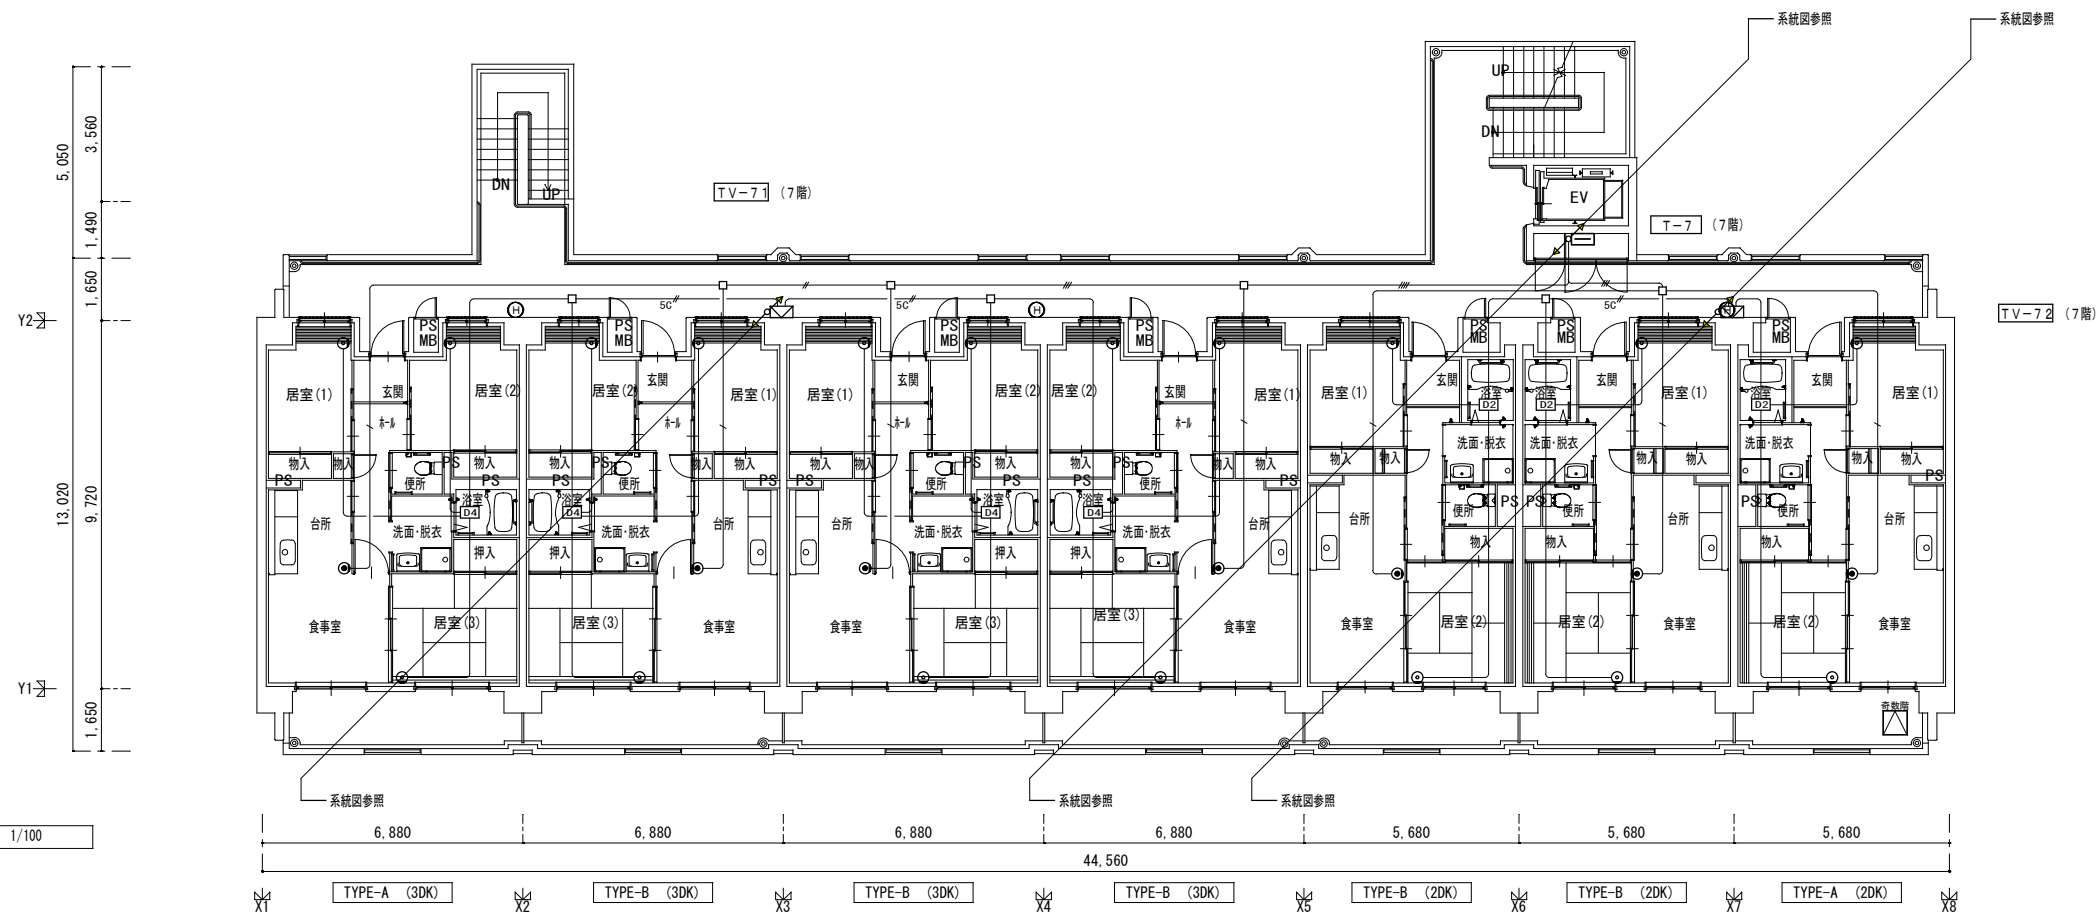 系統図参照
系統図参照
UP
DN
EV
DN
UP
TV-71 (7階)
T-7 (7階)
TV-72 (7階)
5,050
3,560
1,490
1,650
13,020
9,720
1,650
Y2
Y1
5C
5C
5C
H
H
PS
MB
PS
MB
PS
MB
PS
MB
PS
MB
PS
MB
PS
MB
居室(1)
玄関
居室(2)
居室(2)
玄関
居室(1)
居室(1)
玄関
居室(2)
居室(2)
玄関
居室(1)
居室(1)
玄関
浴室
D2
浴室
D2
玄関
居室(1)
浴室
D2
玄関
居室(1)
ホール
ホール
ホール
ホール
洗面・脱衣
洗面・脱衣
洗面・脱衣
物入
物入
PS
物入
物入
PS
物入
物入
物入
物入
PS
物入
物入
PS
物入
物入
物入
物入
物入
物入
物入
物入
PS
便所
PS
PS
便所
PS
便所
PS
PS
便所
PS
PS
浴室
D4
浴室
D4
浴室
D4
浴室
D4
便所
PS
PS
便所
PS
便所
台所
洗面・脱衣
洗面・脱衣
台所
台所
洗面・脱衣
洗面・脱衣
台所
台所
台所
台所
押入
押入
押入
押入
物入
物入
物入
食事室
居室(3)
居室(3)
食事室
食事室
居室(3)
居室(3)
食事室
食事室
居室(2)
居室(2)
食事室
居室(2)
食事室
奇数階
系統図参照
系統図参照
系統図参照
1/100
6,880
6,880
6,880
6,880
5,680
5,680
5,680
44,560
TYPE-A (3DK)
TYPE-B (3DK)
TYPE-B (3DK)
TYPE-B (3DK)
TYPE-B (2DK)
TYPE-B (2DK)
TYPE-A (2DK)
X1
X2
X3
X4
X5
X6
X7
X8